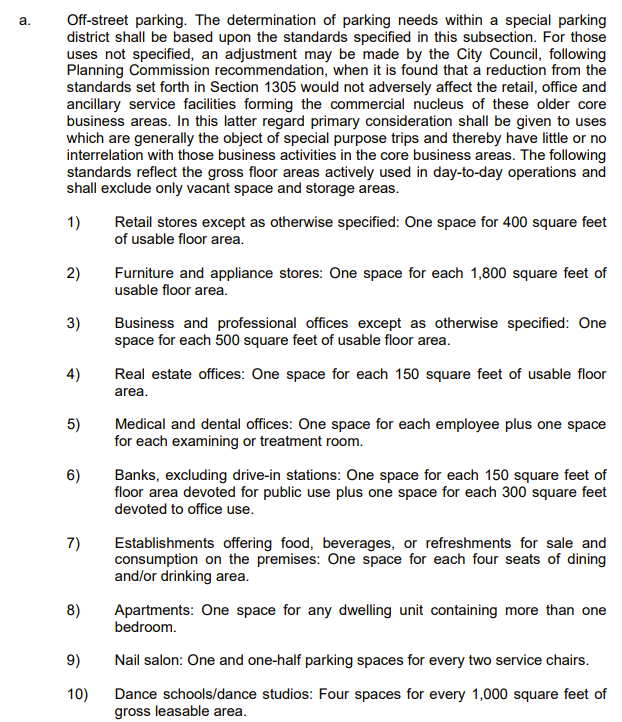 a. Off-street parking. The determination of parking needs within a special parking
district shall be based upon the standards specified in this subsection. For those
uses not specified, an adjustment may be made by the City Council, following
Planning Commission recommendation, when it is found that a reduction from the
standards set forth in Section 1305 would not adversely affect the retail, office and
ancillary service facilities forming the commercial nucleus of these older core
business areas. In this latter regard primary consideration shall be given to uses
which are generally the object of special purpose trips and thereby have little or no
interrelation with those business activities in the core business areas. The following
standards reflect the gross floor areas actively used in day-to-day operations and
shall exclude only vacant space and storage areas.
1) Retail stores except as otherwise specified: One space for 400 square feet
of usable floor area.
2) Furniture and appliance stores: One space for each 1,800 square feet of
usable floor area.
3) Business and professional offices except as otherwise specified: One
space for each 500 square feet of usable floor area.
4) Real estate offices: One space for each 150 square feet of usable floor
area.
5) Medical and dental offices: One space for each employee plus one space
for each examining or treatment room.
6) Banks, excluding drive-in stations: One space for each 150 square feet of
floor area devoted for public use plus one space for each 300 square feet
devoted to office use.
7) Establishments offering food, beverages, or refreshments for sale and
consumption on the premises: One space for each four seats of dining
and/or drinking area.
8) Apartments: One space for any dwelling unit containing more than one
bedroom.
9) Nail salon: One and one-half parking spaces for every two service chairs.
10) Dance schools/dance studios: Four spaces for every 1,000 square feet of
gross leasable area.